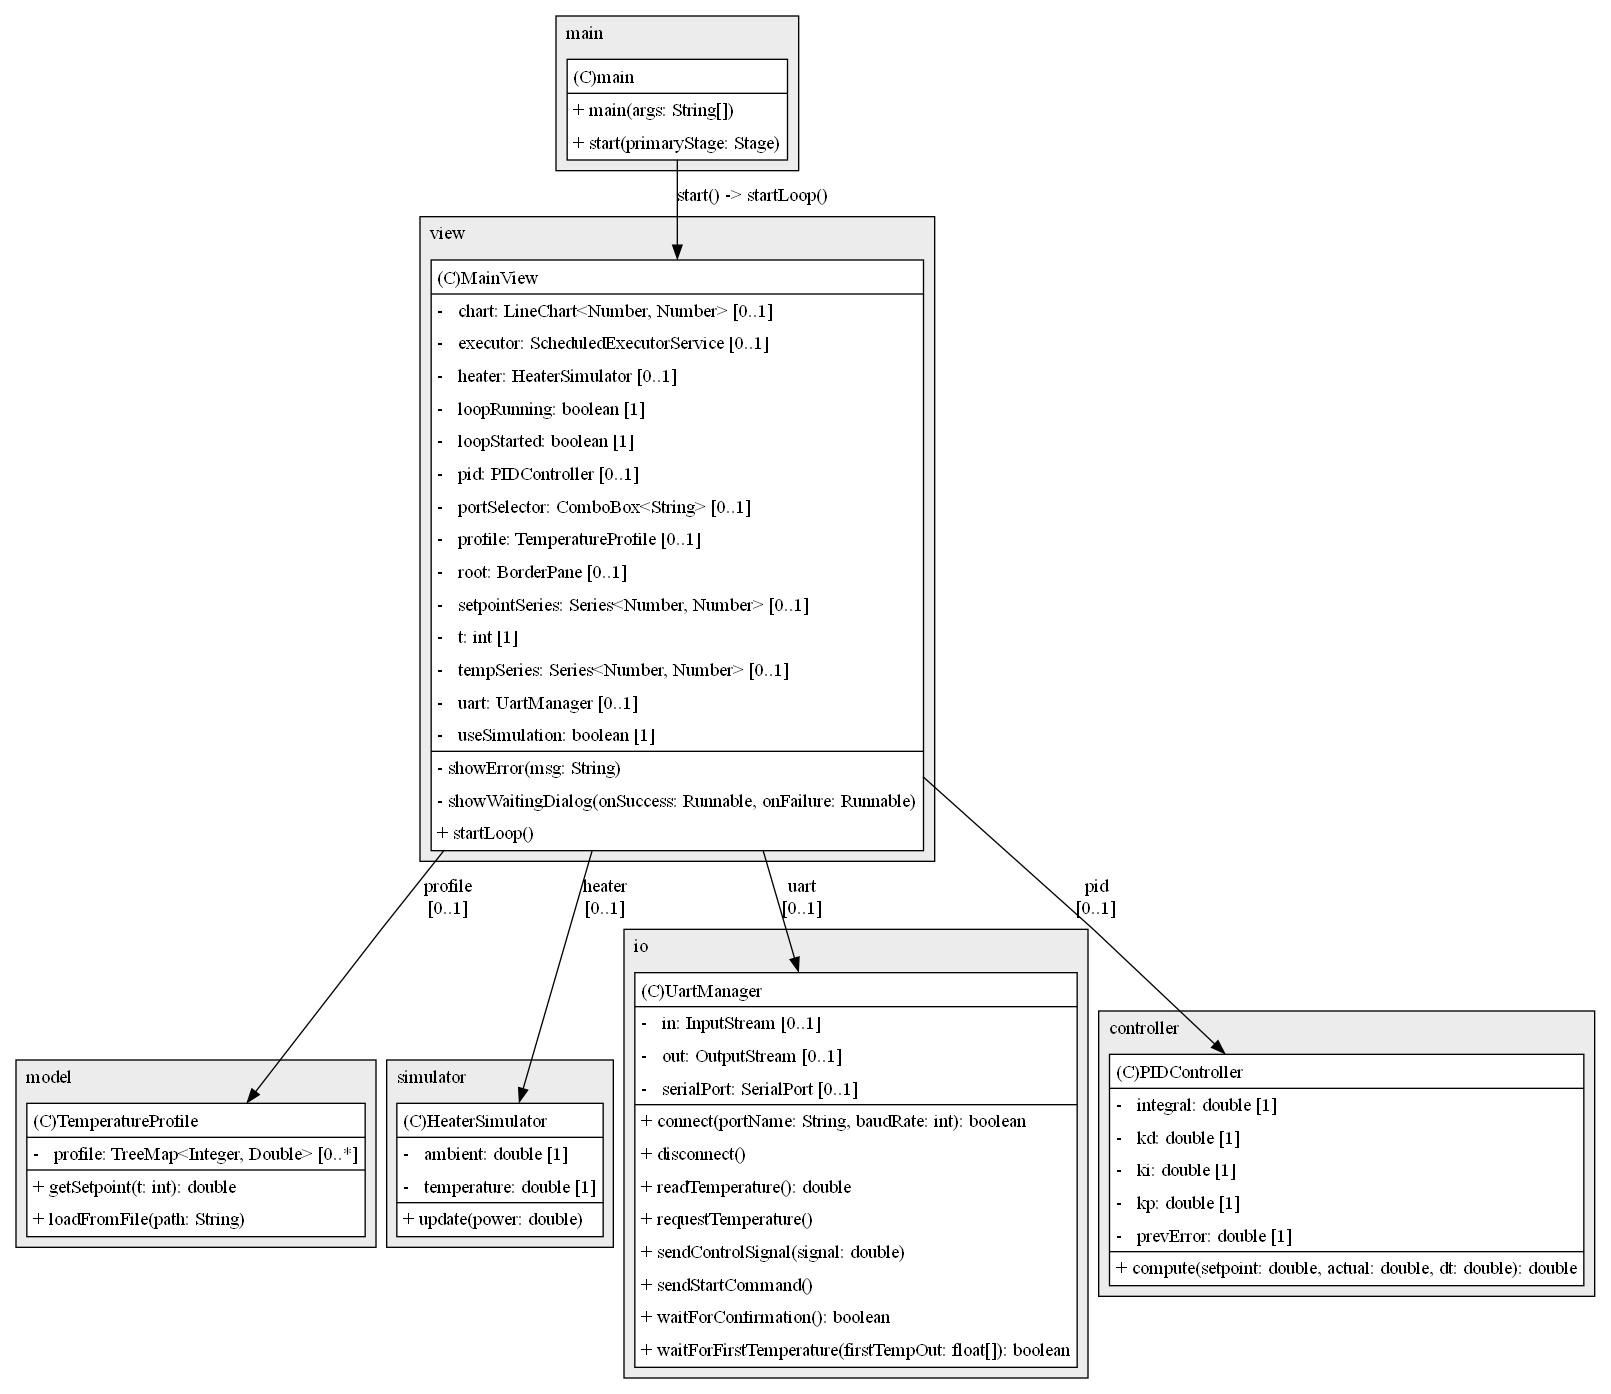 main
(C)main
+ main(args: String[])
+ start(primaryStage: Stage)
start() -> startLoop()
view
(C)MainView
- chart: LineChart<Number, Number> [0..1]
- executor: ScheduledExecutorService [0..1]
- heater: HeaterSimulator [0..1]
- loopRunning: boolean [1]
- loopStarted: boolean [1]
- pid: PIDController [0..1]
- portSelector: ComboBox<String> [0..1]
- profile: TemperatureProfile [0..1]
- root: BorderPane [0..1]
- setpointSeries: Series<Number, Number> [0..1]
- t: int [1]
- tempSeries: Series<Number, Number> [0..1]
- uart: UartManager [0..1]
- useSimulation: boolean [1]
- showError(msg: String)
- showWaitingDialog(onSuccess: Runnable, onFailure: Runnable)
+ startLoop()
profile
[0..1]
heater
[0..1]
uart
[0..1]
pid
[0..1]
model
(C)TemperatureProfile
- profile: TreeMap<Integer, Double> [0..*]
+ getSetpoint(t: int): double
+ loadFromFile(path: String)
simulator
(C)HeaterSimulator
- ambient: double [1]
- temperature: double [1]
+ update(power: double)
io
(C)UartManager
- in: InputStream [0..1]
- out: OutputStream [0..1]
- serialPort: SerialPort [0..1]
+ connect(portName: String, baudRate: int): boolean
+ disconnect()
+ readTemperature(): double
+ requestTemperature()
+ sendControlSignal(signal: double)
+ sendStartCommand()
+ waitForConfirmation(): boolean
+ waitForFirstTemperature(firstTempOut: float[]): boolean
controller
(C)PIDController
- integral: double [1]
- kd: double [1]
- ki: double [1]
- kp: double [1]
- prevError: double [1]
+ compute(setpoint: double, actual: double, dt: double): double